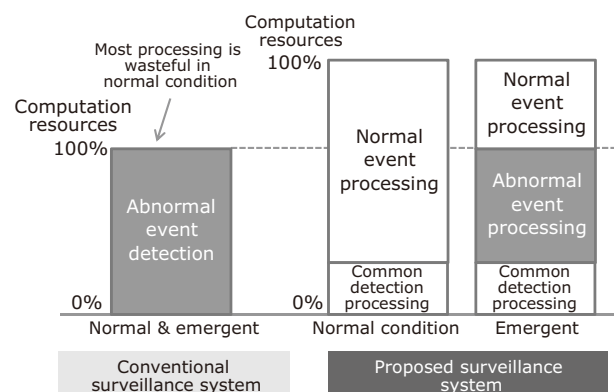 Most processing is
wasteful in
normal condition
Computation
resources
100%
Abnormal
event
detection
0%
Normal & emergent
Conventional
surveillance system
Computation
resources
100%
Normal
event
processing
Common
detection
processing
0%
Normal condition
Normal
event
processing
Abnormal
event
processing
Common
detection
processing
Emergent
Proposed surveillance
system